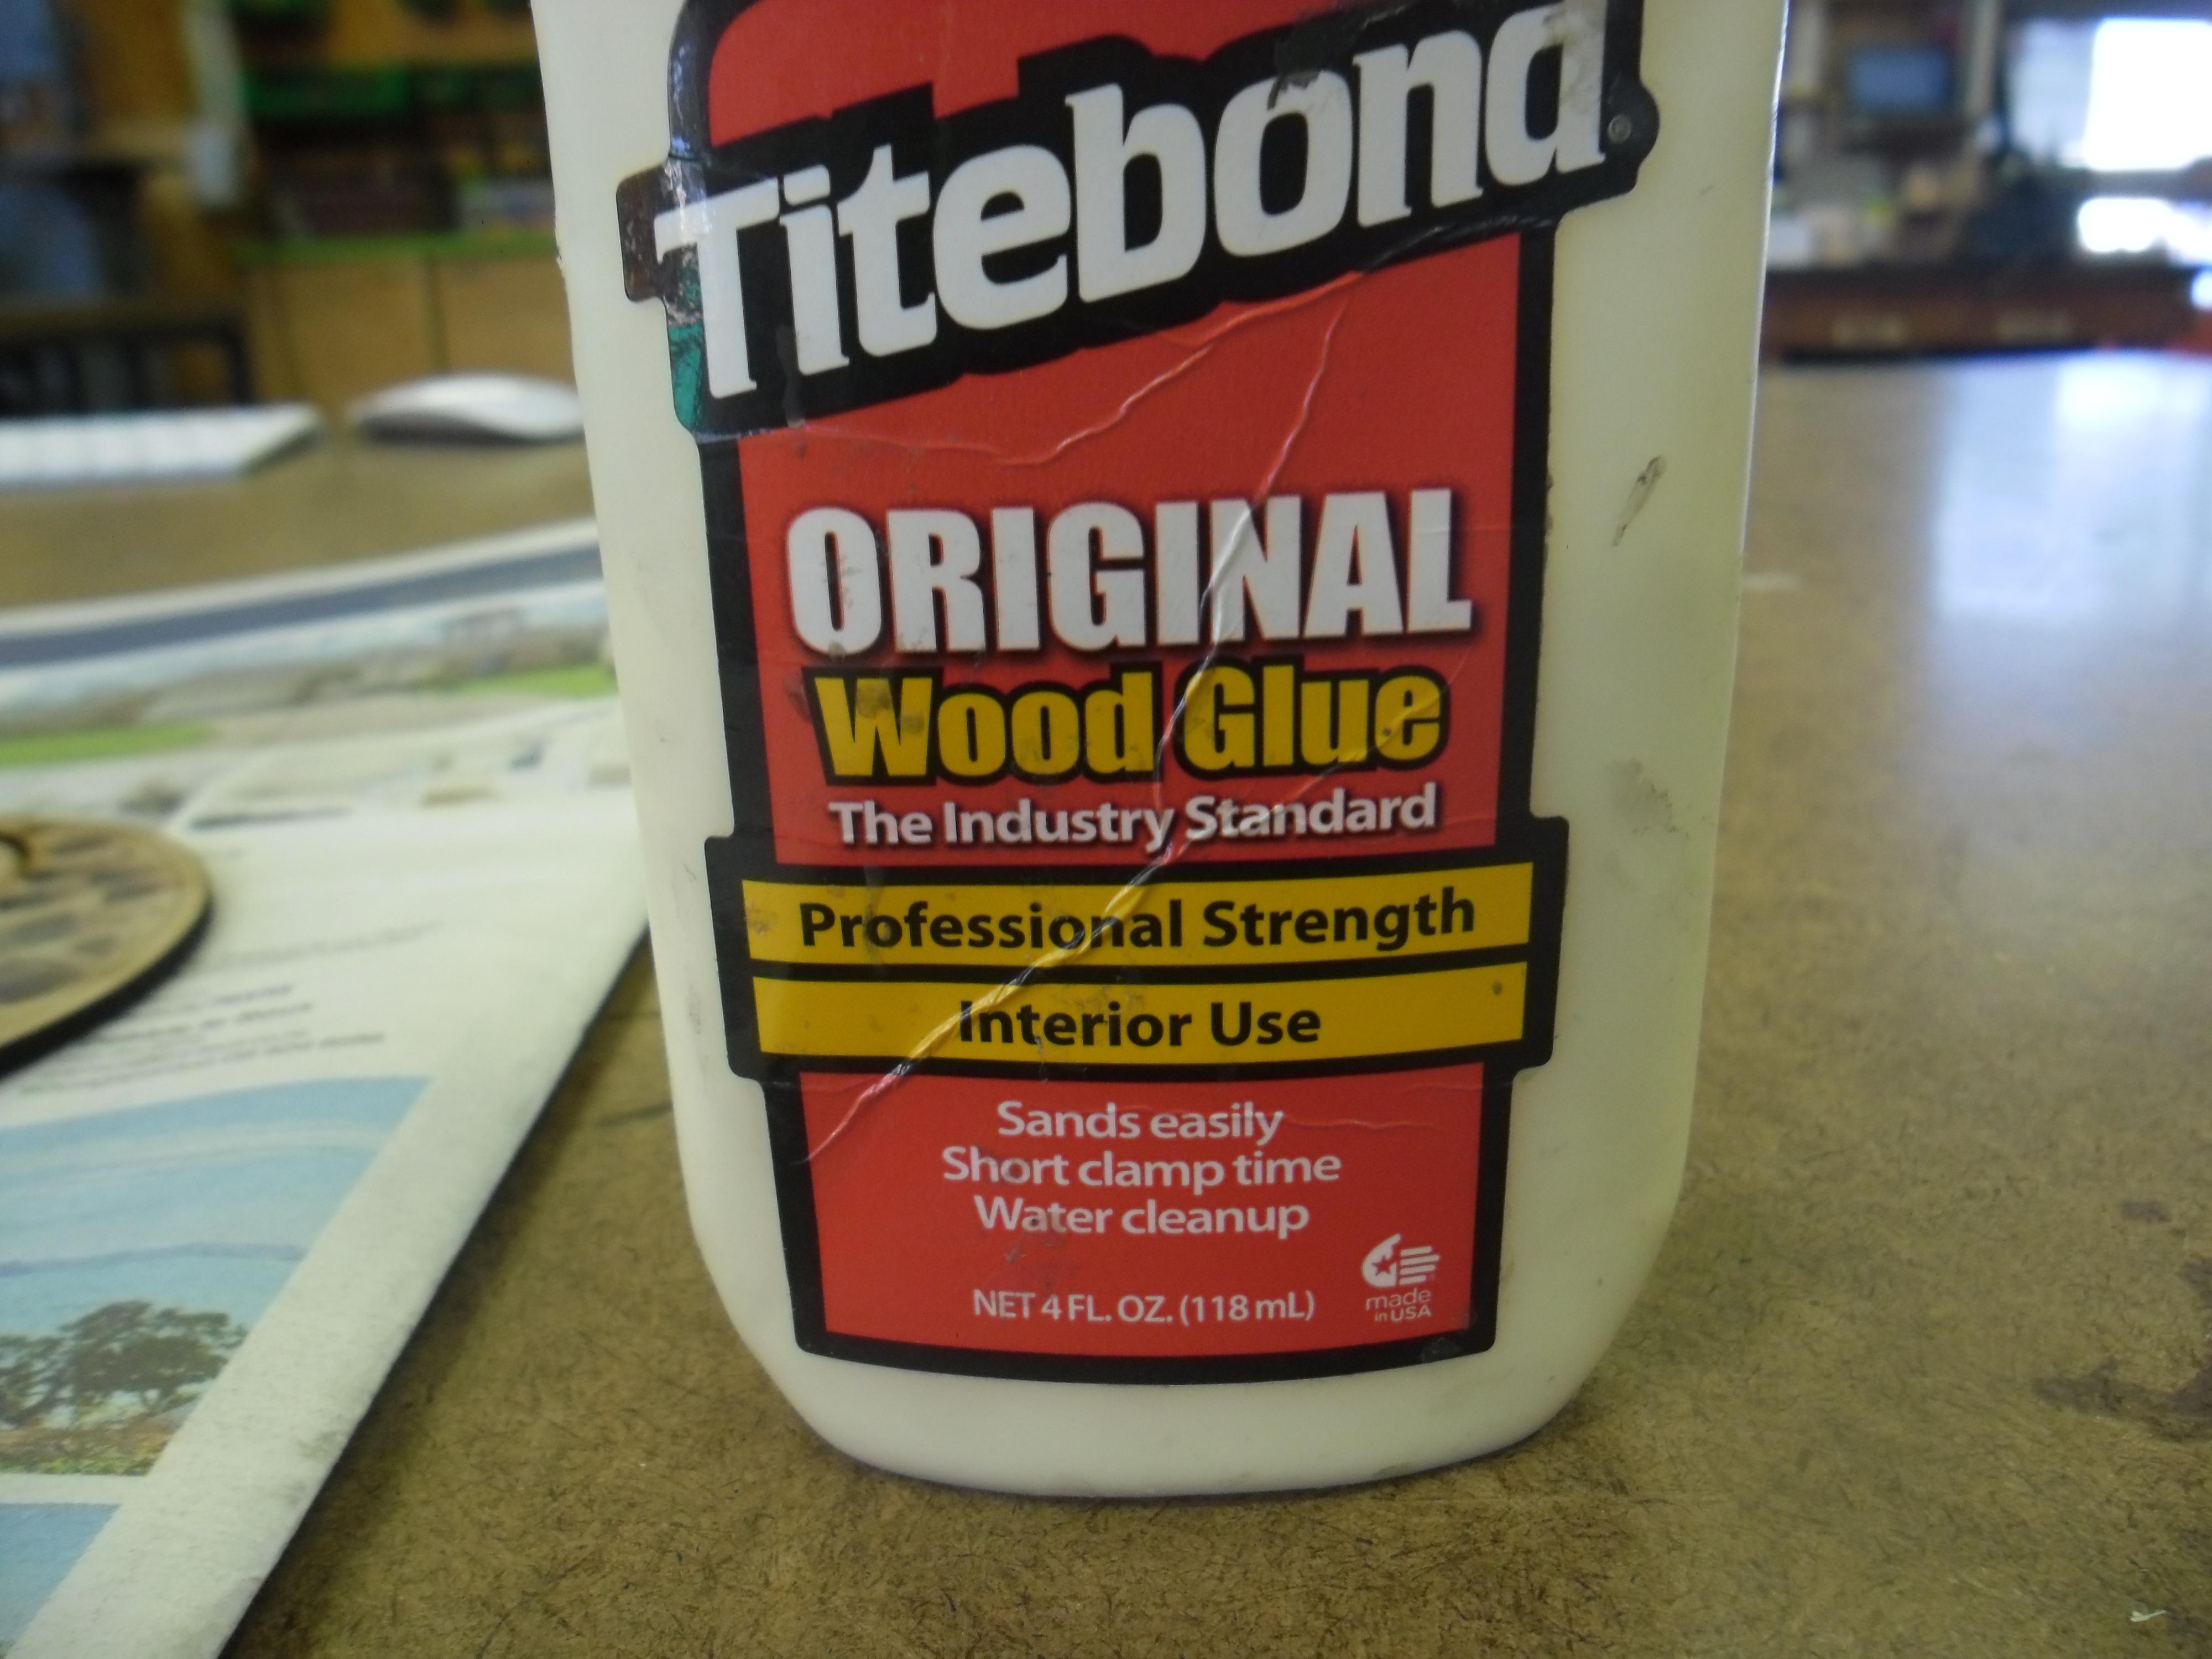 Titebond
ORIGINAL
Wood Glue
The Industry Standard
Professional Strength
Interior Use
Sands easily
Short clamp time
Water cleanup
NET 4 FL. OZ. (118 mL)
made
in USA